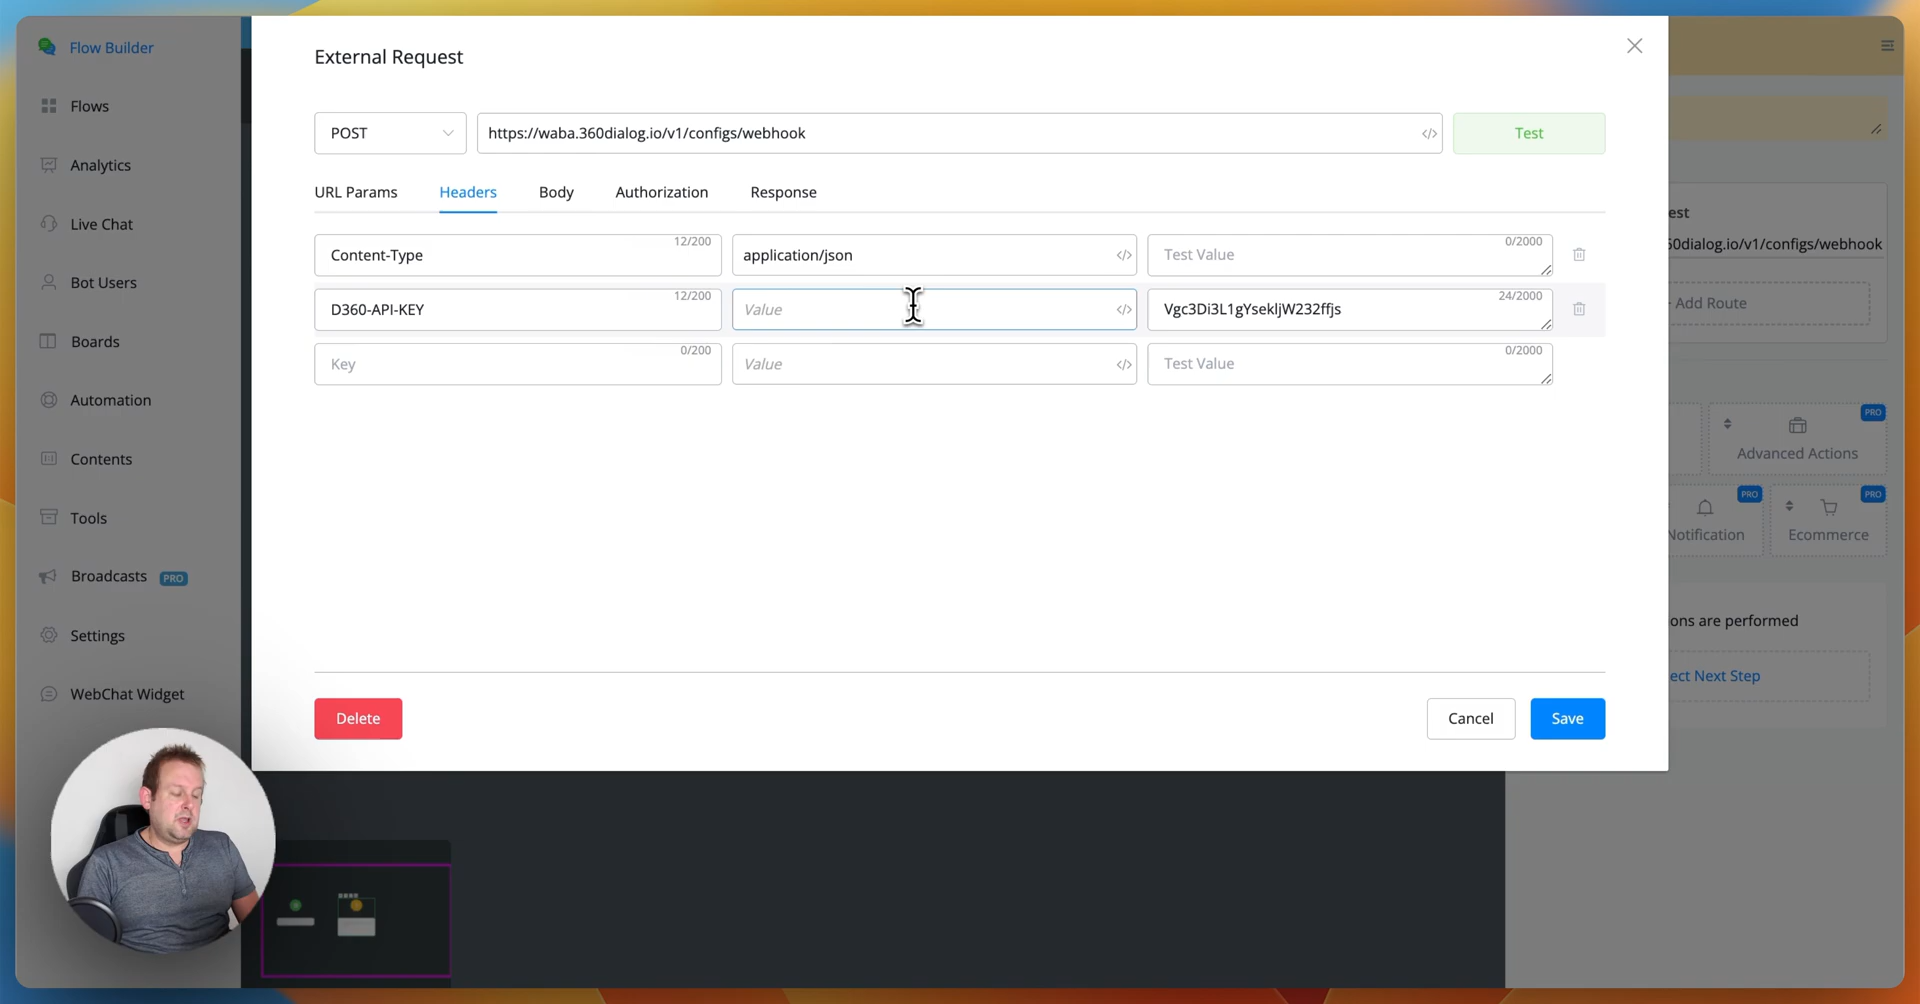 Flow Builder
Flows
Analytics
Live Chat
Bot Users
Boards
Automation
Contents
Tools
Broadcasts PRO
Settings
WebChat Widget
External Request
POST
https://waba.360dialog.io/v1/configs/webhook
</>
Test
URL Params Headers Body Authorization Response
Content-Type 12/200 application/json </> Test Value 0/2000
D360-API-KEY 12/200 Value </> Vgc3Di3L1gYsekljW232ffjs 24/2000
Key 0/200 Value </> Test Value 0/2000
Delete
Cancel
Save
est
60dialog.io/v1/configs/webhook
Add Route
PRO
Advanced Actions
PRO
Notification
PRO
Ecommerce
ons are performed
ect Next Step